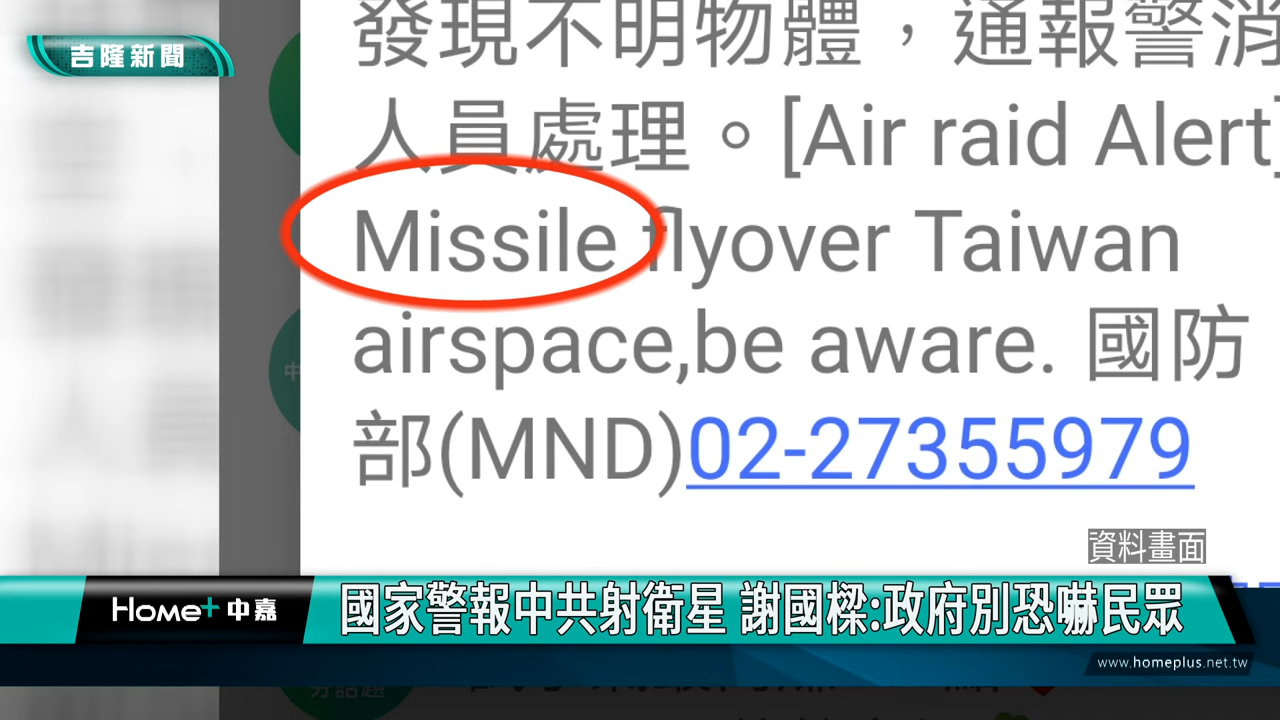 吉隆新聞
發現不明物體，通報警消
人員處理。[Air raid Alert]
Missile flyover Taiwan
airspace,be aware. 國防
部(MND)02-27355979
資料畫面
Home+中嘉
國家警報中共射衛星 謝國樑:政府別恐嚇民眾
www.homeplus.net.tw